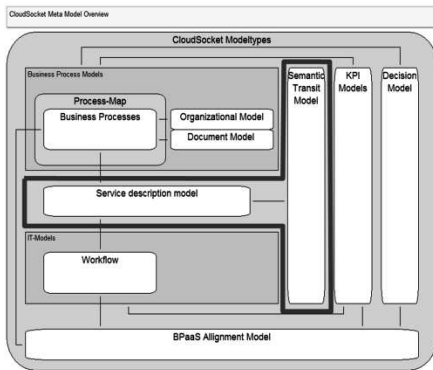 CloudSocket Meta Model Overview
CloudSocket Modeltypes
Business Process Models
Process-Map
Business Processes
Organizational Model
Document Model
Semantic
Transit
Model
KPI
Models
Decision
Model
Service description model
IT-Models
Workflow
BPaaS Allignment Model